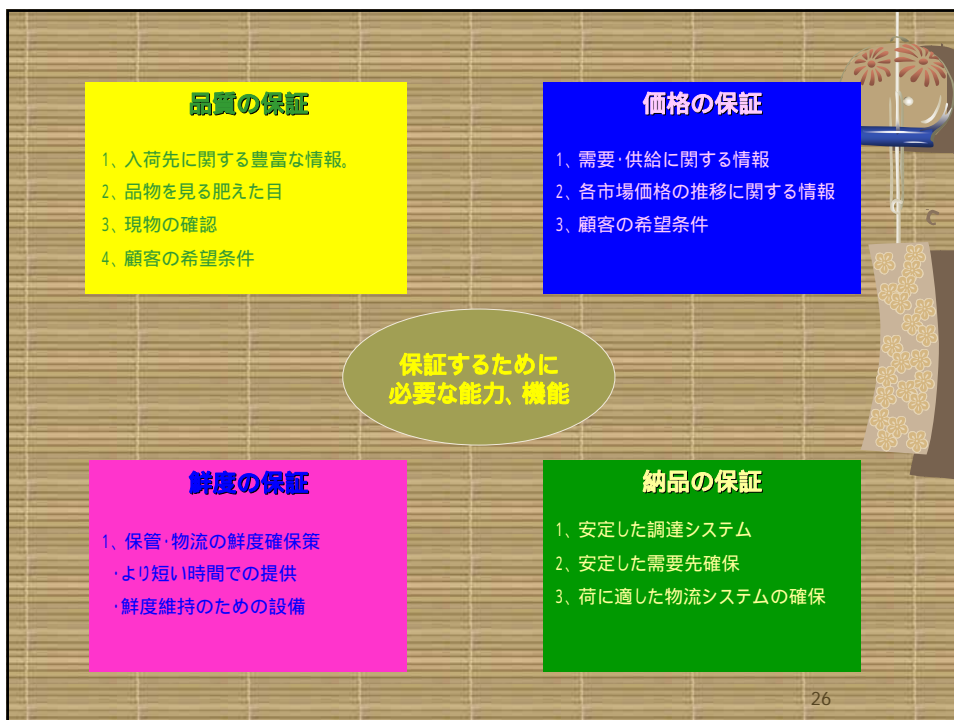 品質の保証
1、入荷先に関する豊富な情報。
2、品物を見る肥えた目
3、現物の確認
4、顧客の希望条件
価格の保証
1、需要・供給に関する情報
2、各市場価格の推移に関する情報
3、顧客の希望条件
保証するために
必要な能力、機能
鮮度の保証
1、保管・物流の鮮度確保策
・より短い時間での提供
・鮮度維持のための設備
納品の保証
1、安定した調達システム
2、安定した需要先確保
3、荷に適した物流システムの確保
26